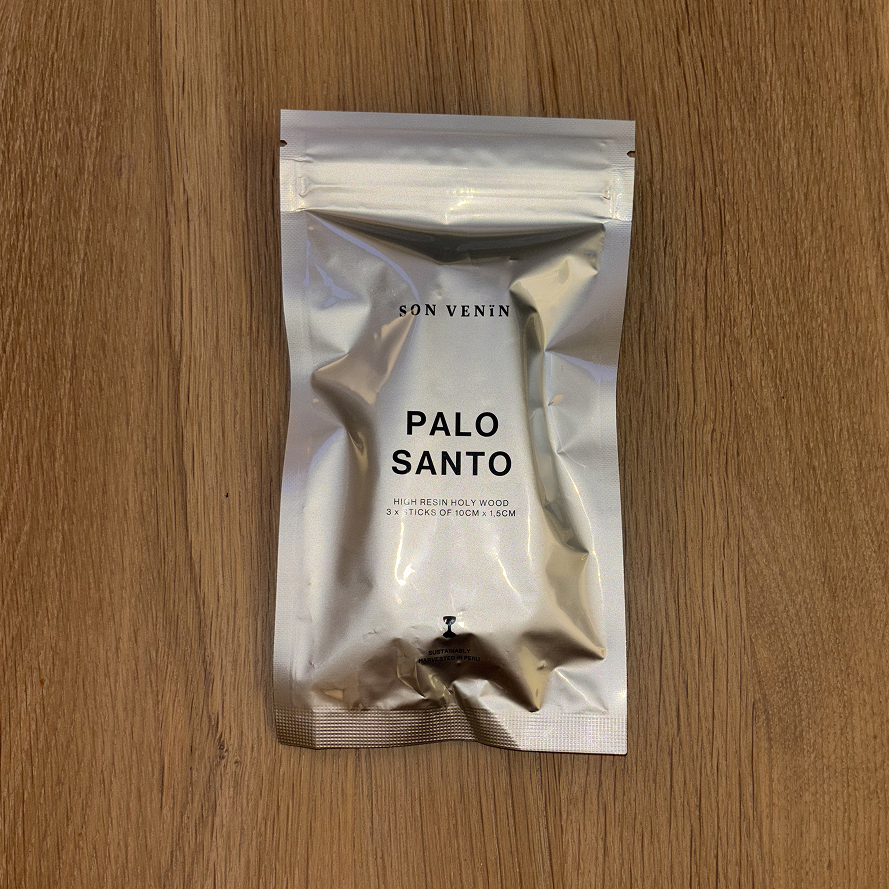 SON VENïN
PALO
SANTO
HIGH RESIN HOLY WOOD
3 x STICKS OF 10CM x 1,5CM
SUSTAINABLY
HARVESTED IN PERU